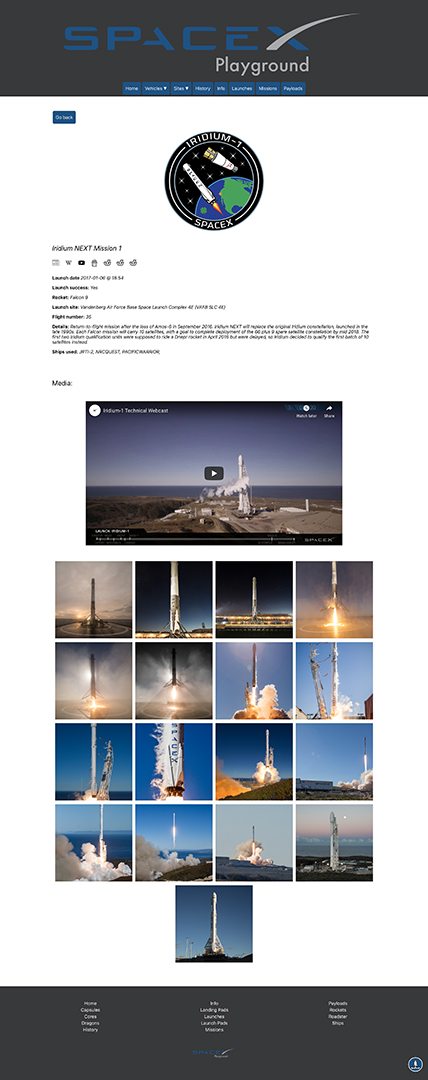 SPACEX
Playground
Home Vehicles ▼ Sites ▼ History Info Launches Missions Payloads
Go back
IRIDIUM-1
SPACEX
Iridium NEXT Mission 1
Launch success: Yes
Rocket: Falcon 9
Launch site: Vandenberg Air Force Base Space Launch Complex 4E (VAFB SLC 4E)
Flight number: 35
Details: Return-to-flight mission after the loss of Amos-6 in September 2016. Iridium NEXT will replace the original Iridium constellation, launched in the
late 1990s. Each Falcon mission will carry 10 satellites, with a goal to complete deployment of the 66 plus 9 spare satellite constellation by mid 2018. The
first two Iridium qualification units were supposed to ride a Dnepr rocket in April 2016 but were delayed, so Iridium decided to qualify the first batch of 10
satellites instead.
Ships used: JRTI-2, NRCQUEST, PACIFICWARRIOR,
Media:
Iridium-1 Technical Webcast
Watch later Share
LAUNCH: IRIDIUM-1
SPACEX
SPACEX
Home Info Payloads
Capsules Landing Pads Rockets
Cores Launches Roadster
Dragons Launch Pads Ships
History Missions
SPACEX
Playground